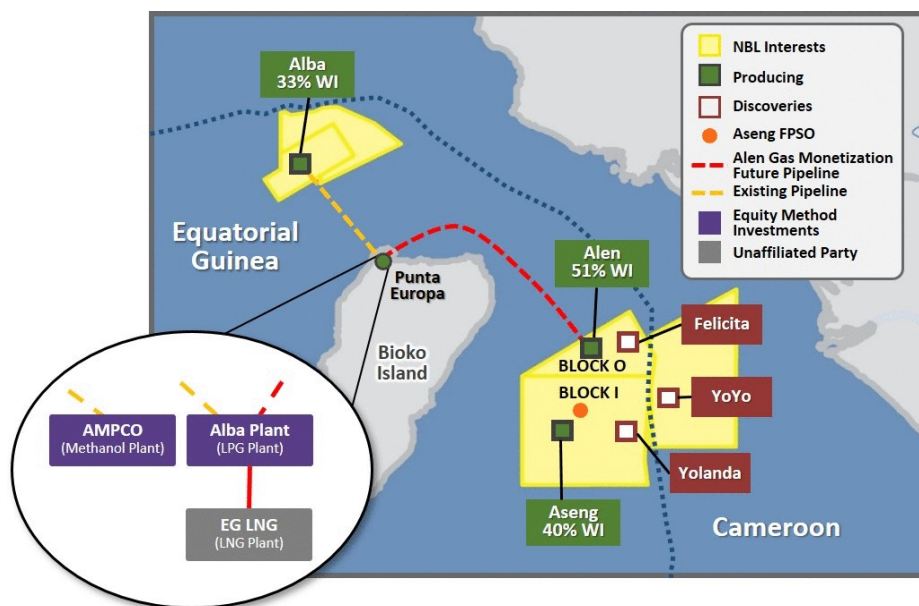 Alba
33% WI
NBL Interests
Producing
Discoveries
Aseng FPSO
Alen Gas Monetization
Future Pipeline
Existing Pipeline
Equity Method
Investments
Unaffiliated Party
Equatorial
Guinea
Punta
Europa
Alen
51% WI
Felicita
Bioko
Island
BLOCK O
BLOCK I
YoYo
Yolanda
Aseng
40% WI
Cameroon
AMPCO
(Methanol Plant)
Alba Plant
(LPG Plant)
EG LNG
(LNG Plant)